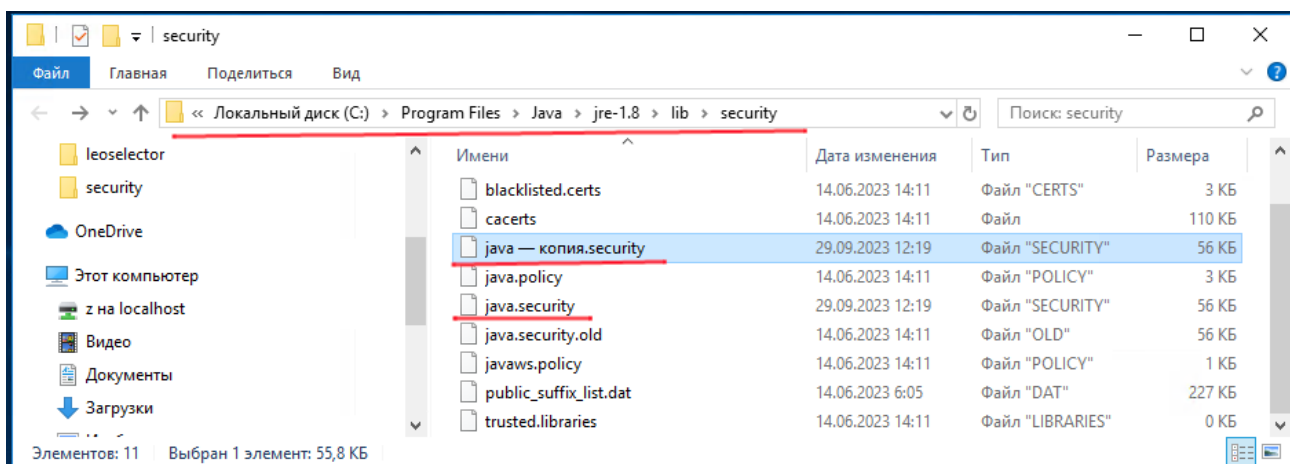 security
Файл Главная Поделиться Вид
« Локальный диск (C:) › Program Files › Java › jre-1.8 › lib › security Поиск: security
leoselector
security
OneDrive
Этот компьютер
z на localhost
Видео
Документы
Загрузки
Имени Дата изменения Тип Размера
blacklisted.certs 14.06.2023 14:11 Файл "CERTS" 3 КБ
cacerts 14.06.2023 14:11 Файл 110 КБ
java — копия.security 29.09.2023 12:19 Файл "SECURITY" 56 КБ
java.policy 14.06.2023 14:11 Файл "POLICY" 3 КБ
java.security 29.09.2023 12:19 Файл "SECURITY" 56 КБ
java.security.old 14.06.2023 14:11 Файл "OLD" 56 КБ
javaws.policy 14.06.2023 14:11 Файл "POLICY" 1 КБ
public_suffix_list.dat 14.06.2023 6:05 Файл "DAT" 227 КБ
trusted.libraries 14.06.2023 14:11 Файл "LIBRARIES" 0 КБ
Элементов: 11 Выбран 1 элемент: 55,8 КБ